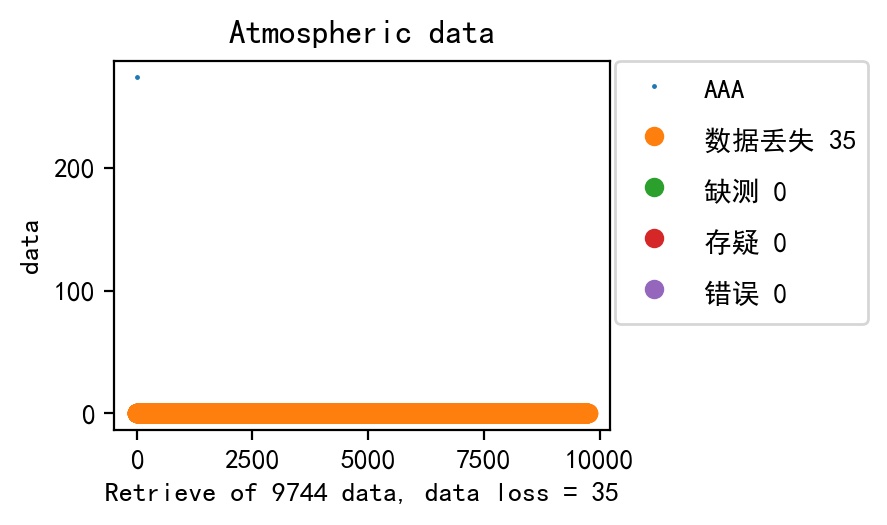 Atmospheric data
AAA
数据丢失 35
缺测 0
存疑 0
错误 0
data
200
100
0
0 2500 5000 7500 10000
Retrieve of 9744 data, data loss = 35